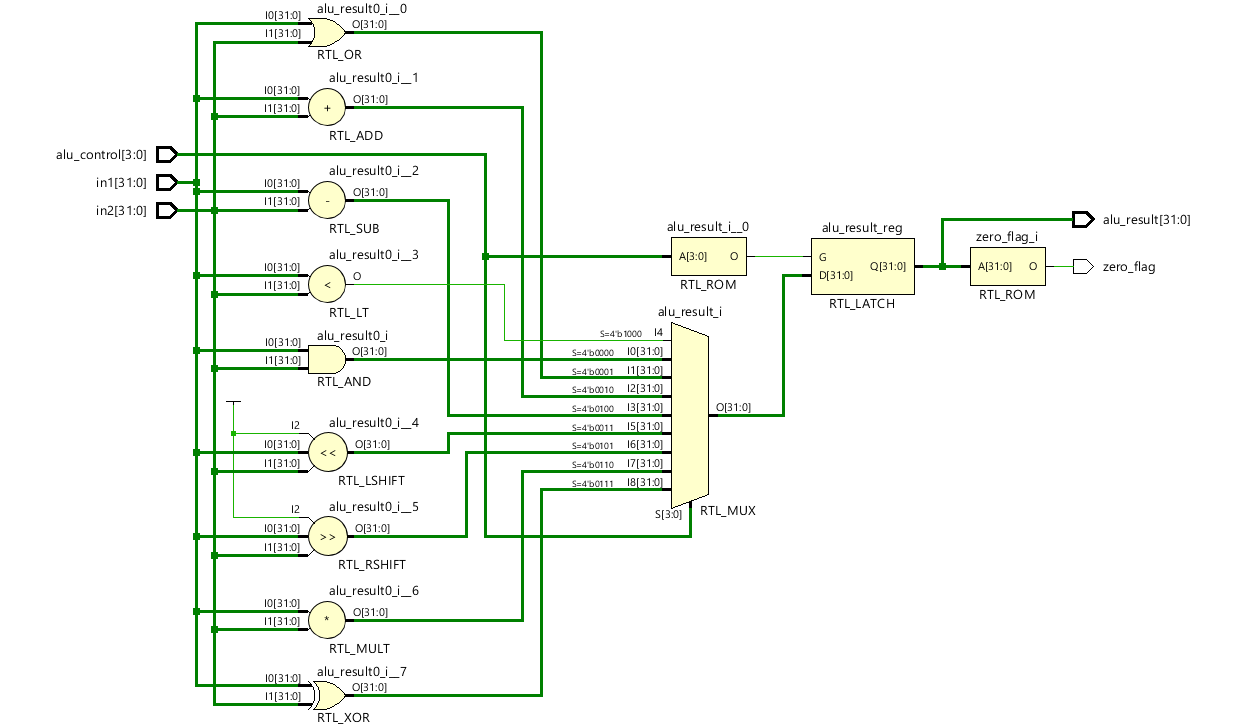 alu_result0_i__0
I0[31:0]
O[31:0]
I1[31:0]
RTL_OR
alu_result0_i__1
I0[31:0]
O[31:0]
I1[31:0]
+
RTL_ADD
alu_control[3:0]
in1[31:0]
in2[31:0]
alu_result0_i__2
I0[31:0]
O[31:0]
I1[31:0]
-
RTL_SUB
alu_result0_i__3
I0[31:0]
O
I1[31:0]
<
RTL_LT
alu_result0_i
I0[31:0]
O[31:0]
I1[31:0]
RTL_AND
alu_result0_i__4
I2
I0[31:0]
O[31:0]
I1[31:0]
<<
RTL_LSHIFT
alu_result0_i__5
I2
I0[31:0]
O[31:0]
I1[31:0]
>>
RTL_RSHIFT
alu_result0_i__6
I0[31:0]
O[31:0]
I1[31:0]
*
RTL_MULT
alu_result0_i__7
I0[31:0]
O[31:0]
I1[31:0]
RTL_XOR
alu_result_i__0
A[3:0] O
RTL_ROM
alu_result_i
S=4'b1000 I4
S=4'b0000 I0[31:0]
S=4'b0001 I1[31:0]
S=4'b0010 I2[31:0]
S=4'b0100 I3[31:0]
S=4'b0011 I5[31:0]
S=4'b0101 I6[31:0]
S=4'b0110 I7[31:0]
S=4'b0111 I8[31:0]
O[31:0]
S[3:0]
RTL_MUX
alu_result_reg
G
D[31:0]
Q[31:0]
RTL_LATCH
zero_flag_i
A[31:0] O
RTL_ROM
alu_result[31:0]
zero_flag